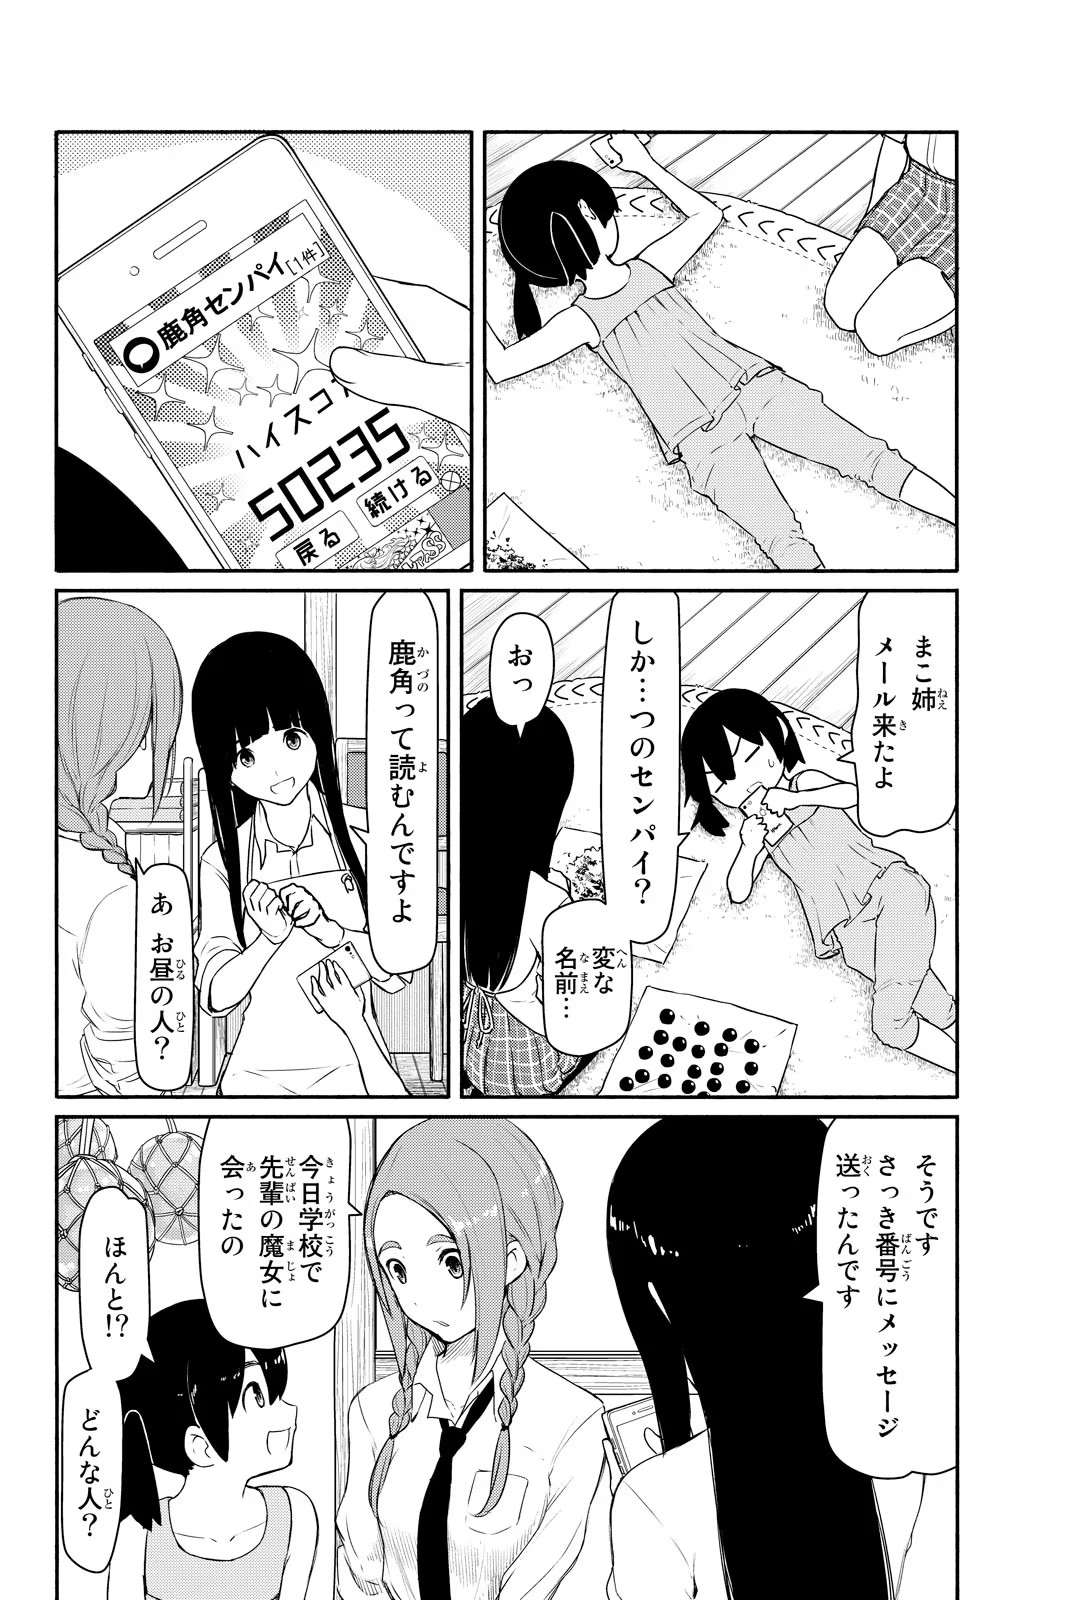 鹿角センパイ[1件]
ハイスコア
50235
戻る
続ける
まこ姉
メール来たよ
しか…つのセンパイ?
変な
名前…
おっ
鹿角って読むんですよ
あ お昼の人?
そうです
さっき番号にメッセージ
送ったんです
今日学校で
先輩の魔女に
会ったの
ほんと!?
どんな人?